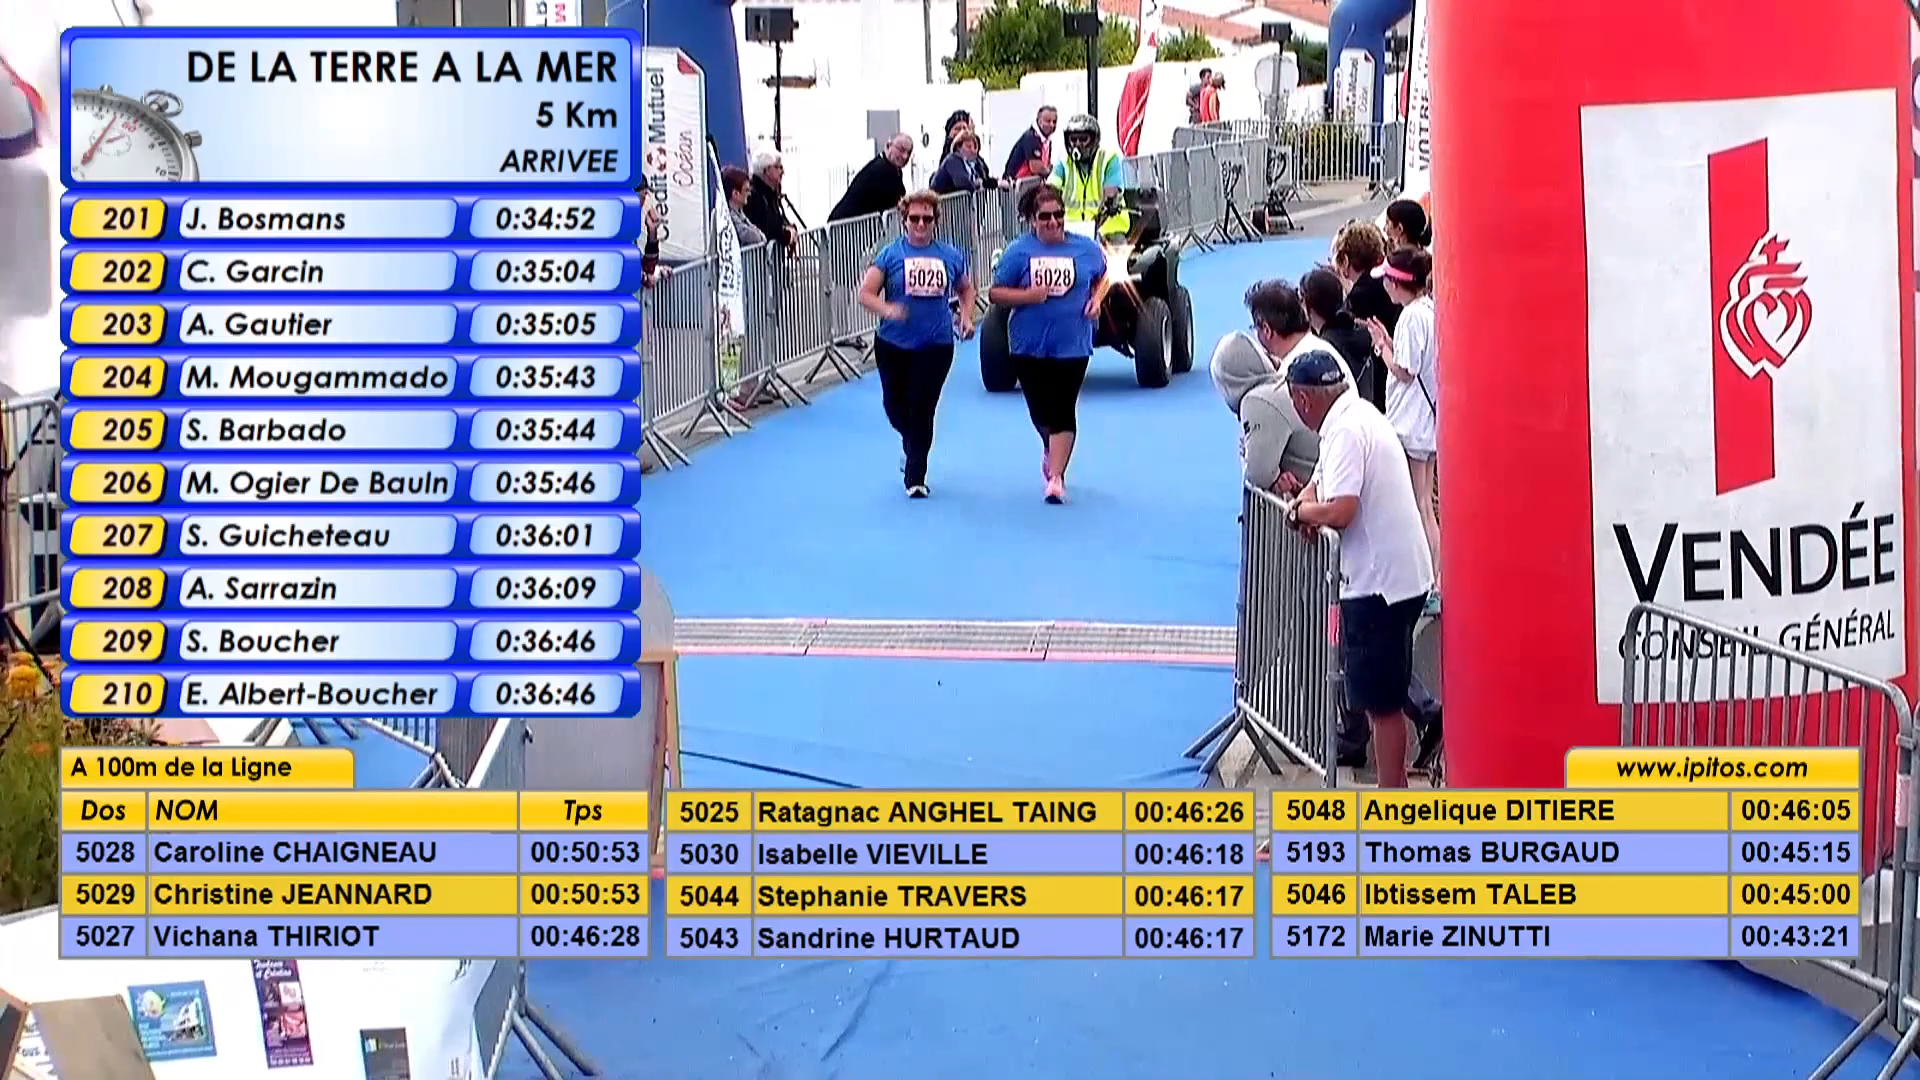 DE LA TERRE A LA MER
5 Km
ARRIVEE
201 J. Bosmans 0:34:52
202 C. Garcin 0:35:04
203 A. Gautier 0:35:05
204 M. Mougammado 0:35:43
205 S. Barbado 0:35:44
206 M. Ogier De Bauln 0:35:46
207 S. Guicheteau 0:36:01
208 A. Sarrazin 0:36:09
209 S. Boucher 0:36:46
210 E. Albert-Boucher 0:36:46
Crédit Mutuel
Océan
5029
5028
VENDÉE
CONSEIL GÉNÉRAL
A 100m de la Ligne
www.ipitos.com
Dos NOM Tps
5028 Caroline CHAIGNEAU 00:50:53
5029 Christine JEANNARD 00:50:53
5027 Vichana THIRIOT 00:46:28
5025 Ratagnac ANGHEL TAING 00:46:26
5030 Isabelle VIEVILLE 00:46:18
5044 Stephanie TRAVERS 00:46:17
5043 Sandrine HURTAUD 00:46:17
5048 Angelique DITIERE 00:46:05
5193 Thomas BURGAUD 00:45:15
5046 Ibtissem TALEB 00:45:00
5172 Marie ZINUTTI 00:43:21